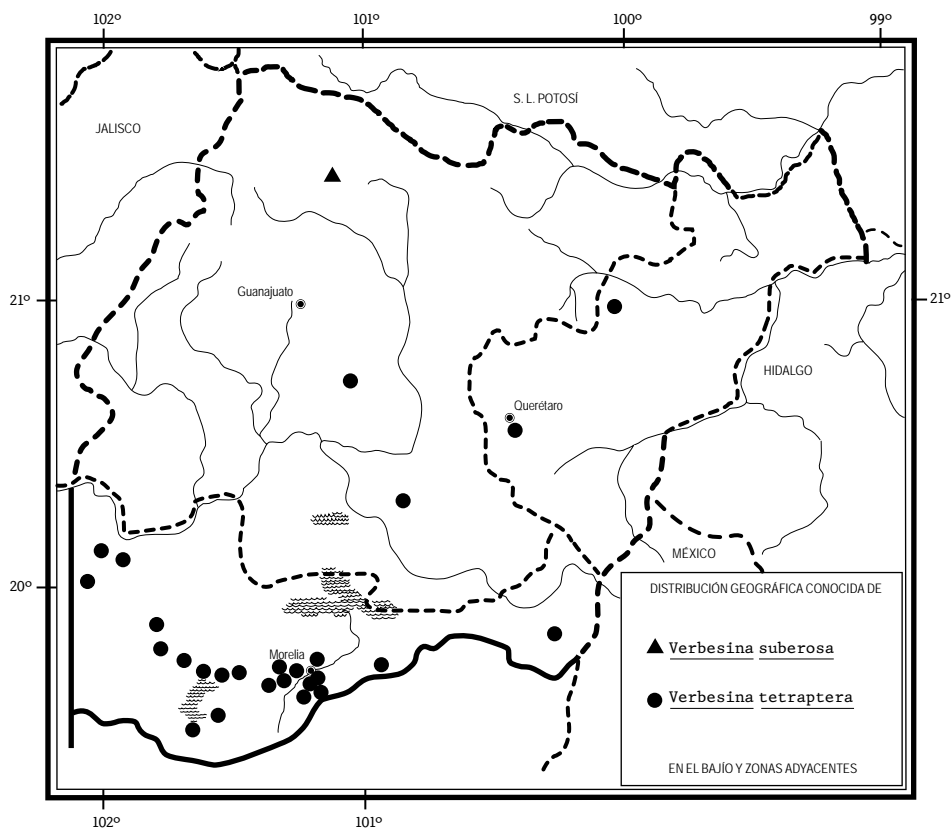 102º 101º 100º 99º
S. L. POTOSÍ
JALISCO
Guanajuato
21º 21º
HIDALGO
Querétaro
MÉXICO
20º
DISTRIBUCIÓN GEOGRÁFICA CONOCIDA DE
Verbesina suberosa
Morelia
Verbesina tetraptera
EN EL BAJÍO Y ZONAS ADYACENTES
102º 101º